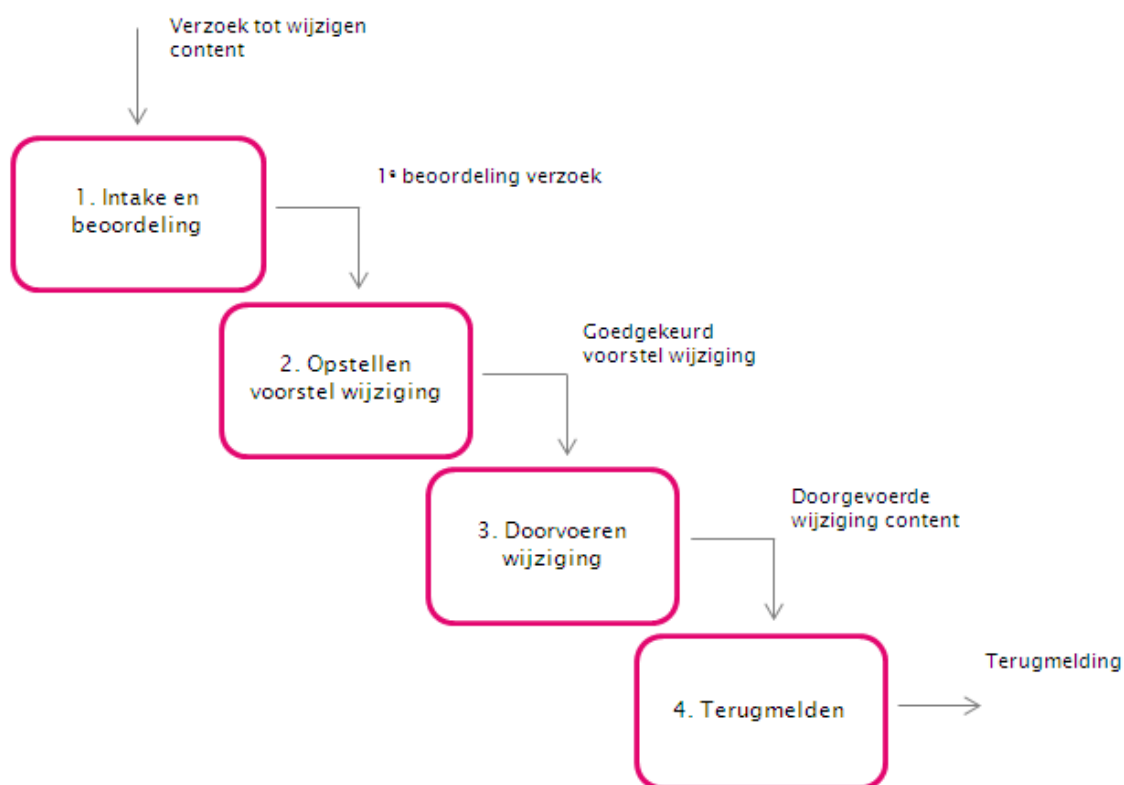 Verzoek tot wijzigen
content
1. Intake en
beoordeling
1ᵉ beoordeling verzoek
2. Opstellen
voorstel wijziging
Goedgekeurd
voorstel wijziging
3. Doorvoeren
wijziging
Doorgevoerde
wijziging content
4. Terugmelden
Terugmelding